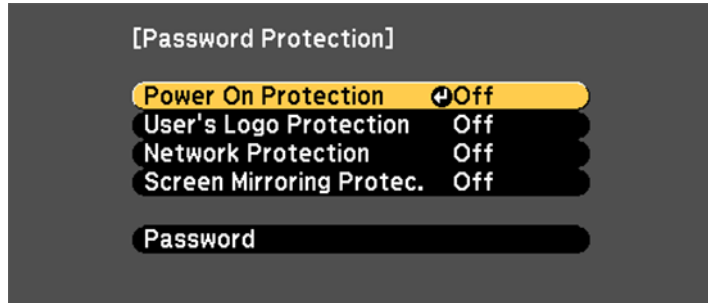 [Password Protection]
Power On Protection Off
User's Logo Protection Off
Network Protection Off
Screen Mirroring Protec. Off
Password